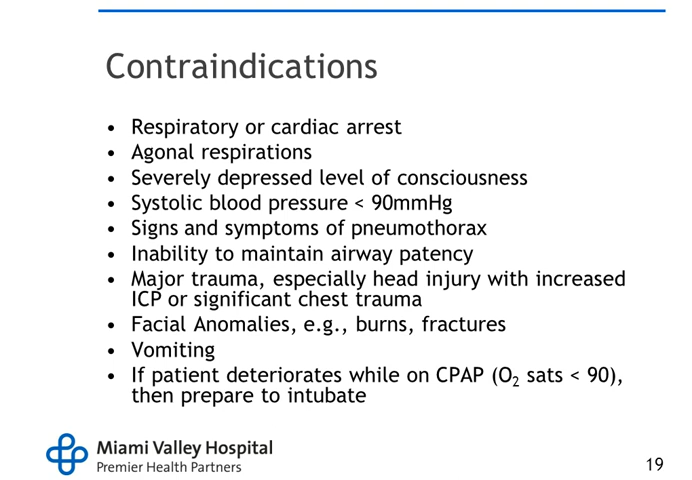 Contraindications
• Respiratory or cardiac arrest
• Agonal respirations
• Severely depressed level of consciousness
• Systolic blood pressure < 90mmHg
• Signs and symptoms of pneumothorax
• Inability to maintain airway patency
• Major trauma, especially head injury with increased
ICP or significant chest trauma
• Facial Anomalies, e.g., burns, fractures
• Vomiting
• If patient deteriorates while on CPAP (O₂ sats < 90),
then prepare to intubate
Miami Valley Hospital
Premier Health Partners
19